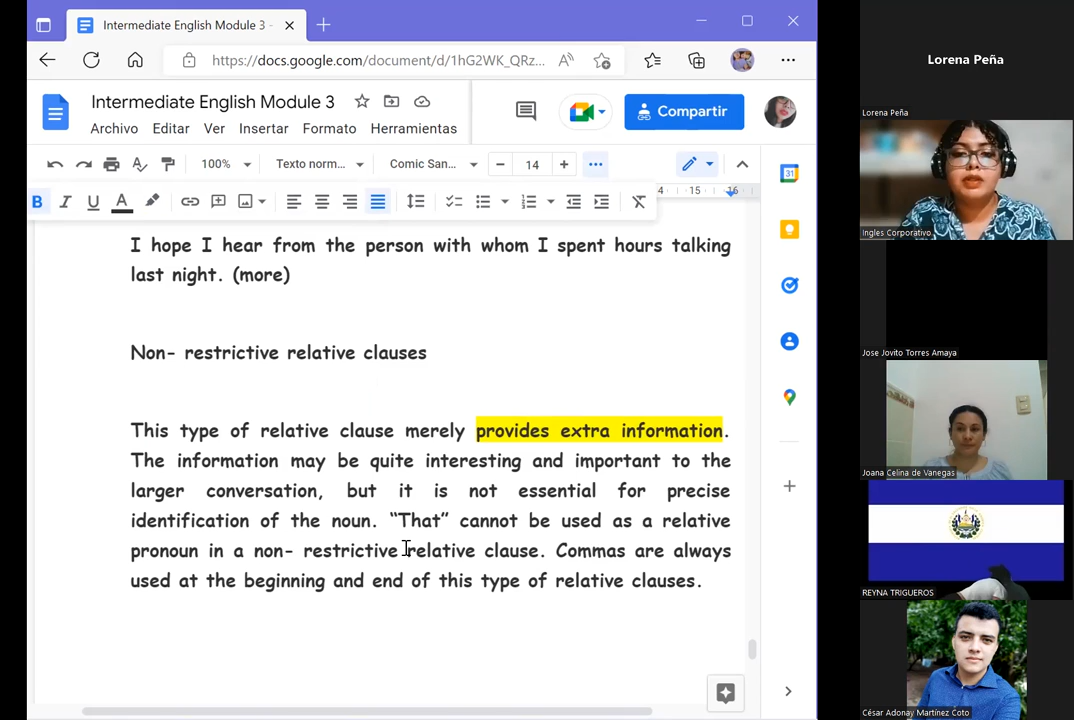 Intermediate English Module 3 -
https://docs.google.com/document/d/1hG2WK_QRz...
Intermediate English Module 3
Archivo Editar Ver Insertar Formato Herramientas
Compartir
100% Texto norm... Comic San... 14
4 15 16
I hope I hear from the person with whom I spent hours talking
last night. (more)
Non- restrictive relative clauses
This type of relative clause merely provides extra information.
The information may be quite interesting and important to the
larger conversation, but it is not essential for precise
identification of the noun. “That” cannot be used as a relative
pronoun in a non- restrictive relative clause. Commas are always
used at the beginning and end of this type of relative clauses.
31
Lorena Peña
Lorena Peña
Ingles Corporativo
Jose Jovito Torres Amaya
Joana Celina de Vanegas
REYNA TRIGUEROS
César Adonay Martínez Coto